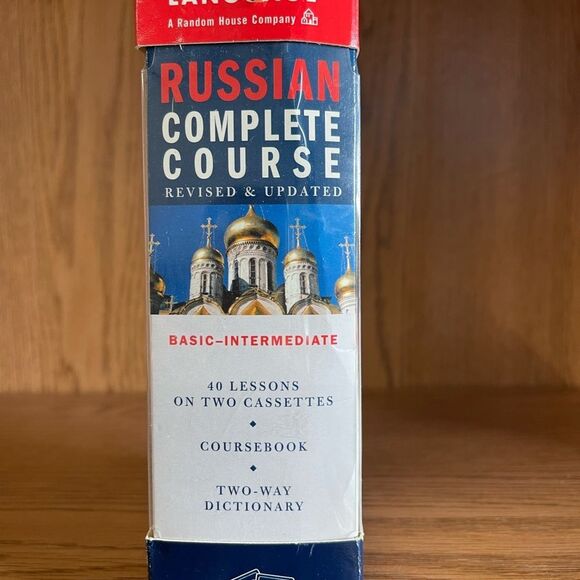 A Random House Company
RUSSIAN
COMPLETE
COURSE
REVISED & UPDATED
BASIC–INTERMEDIATE
40 LESSONS
ON TWO CASSETTES
COURSEBOOK
TWO-WAY
DICTIONARY